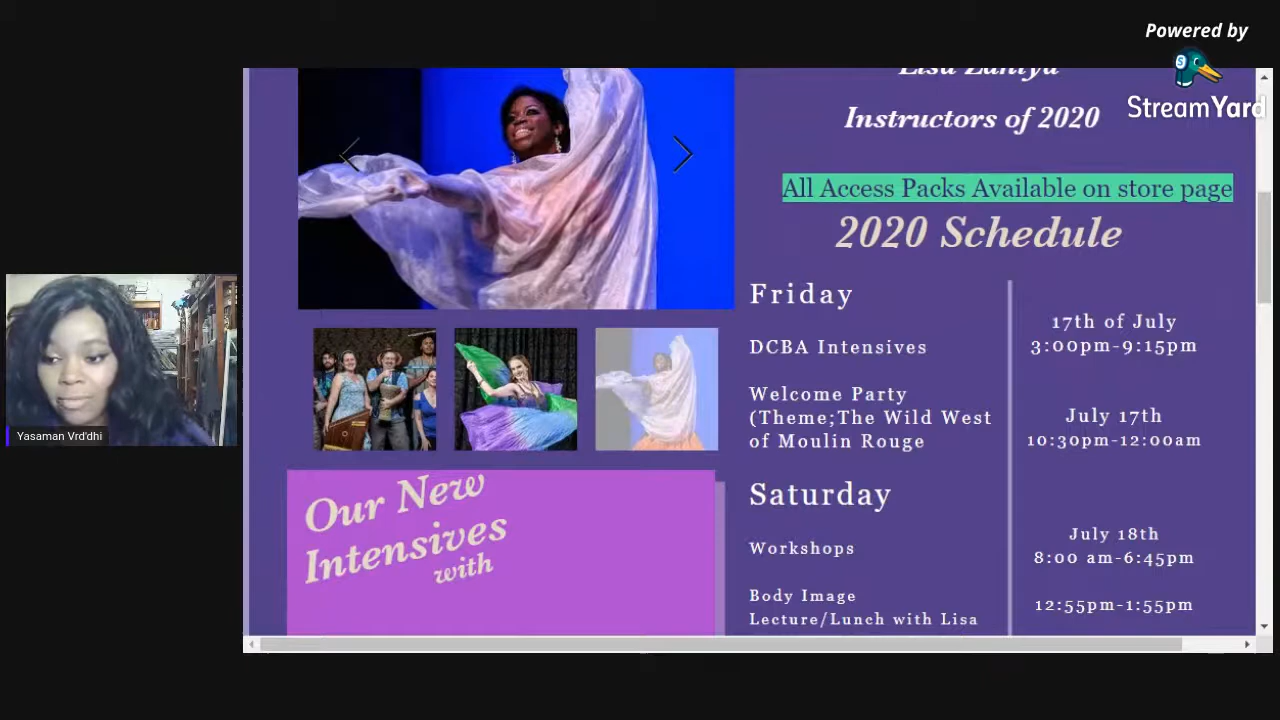 Powered by
StreamYard
Lisa Zahiya
Instructors of 2020
All Access Packs Available on store page
2020 Schedule
Friday
17th of July
DCBA Intensives
3:00pm-9:15pm
Welcome Party
(Theme;The Wild West
of Moulin Rouge
July 17th
10:30pm-12:00am
Saturday
Workshops
July 18th
8:00 am-6:45pm
Body Image
Lecture/Lunch with Lisa
12:55pm-1:55pm
Our New
Intensives
with
Yasaman Vrd'dhi